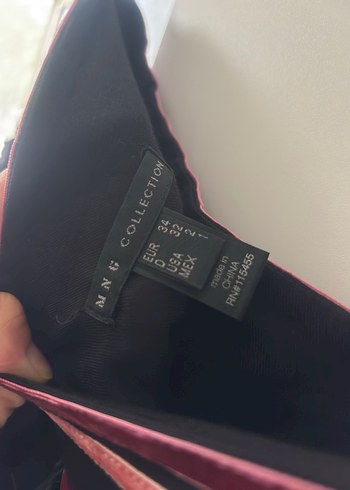 MNG COLLECTION
EUR 34
D 32
USA 2
MEX 1
made in
CHINA
RN#115455